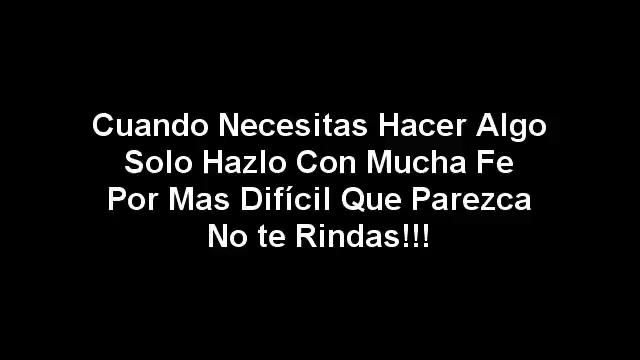 Cuando Necesitas Hacer Algo
Solo Hazlo Con Mucha Fe
Por Mas Difícil Que Parezca
No te Rindas!!!